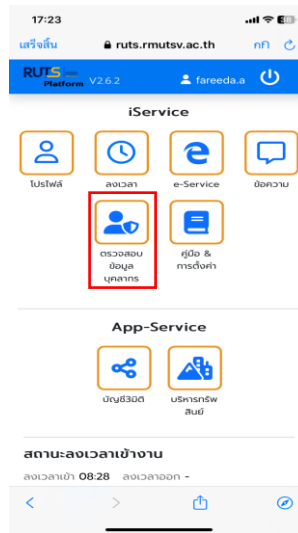 17:23
เสร็จสิ้น ruts.rmutsv.ac.th กก
RUTS
Platform V2.6.2 fareeda.a
iService
โปรไฟล์ ลงเวลา e-Service ข้อความ
ตรวจสอบ คู่มือ &
ข้อมูล การตั้งค่า
บุคลากร
App-Service
บัญชี3มิติ บริหารทรัพ
สินย์
สถานะลงเวลาเข้างาน
ลงเวลาเข้า 08:28 ลงเวลาออก -